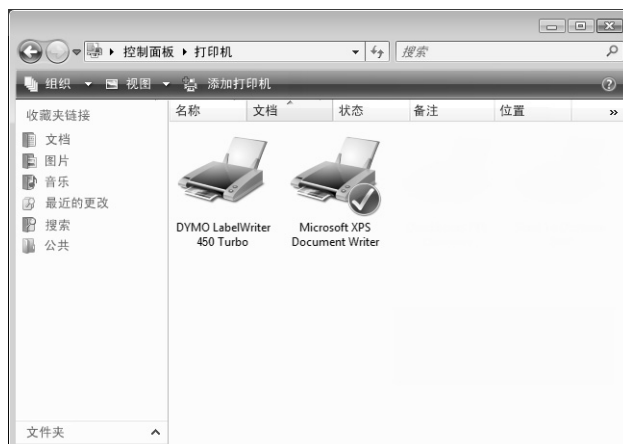 控制面板 打印机 搜索
组织 视图 添加打印机
收藏夹链接
文档
图片
音乐
最近的更改
搜索
公共
文件夹
名称 文档 状态 备注 位置
DYMO LabelWriter
450 Turbo
Microsoft XPS
Document Writer